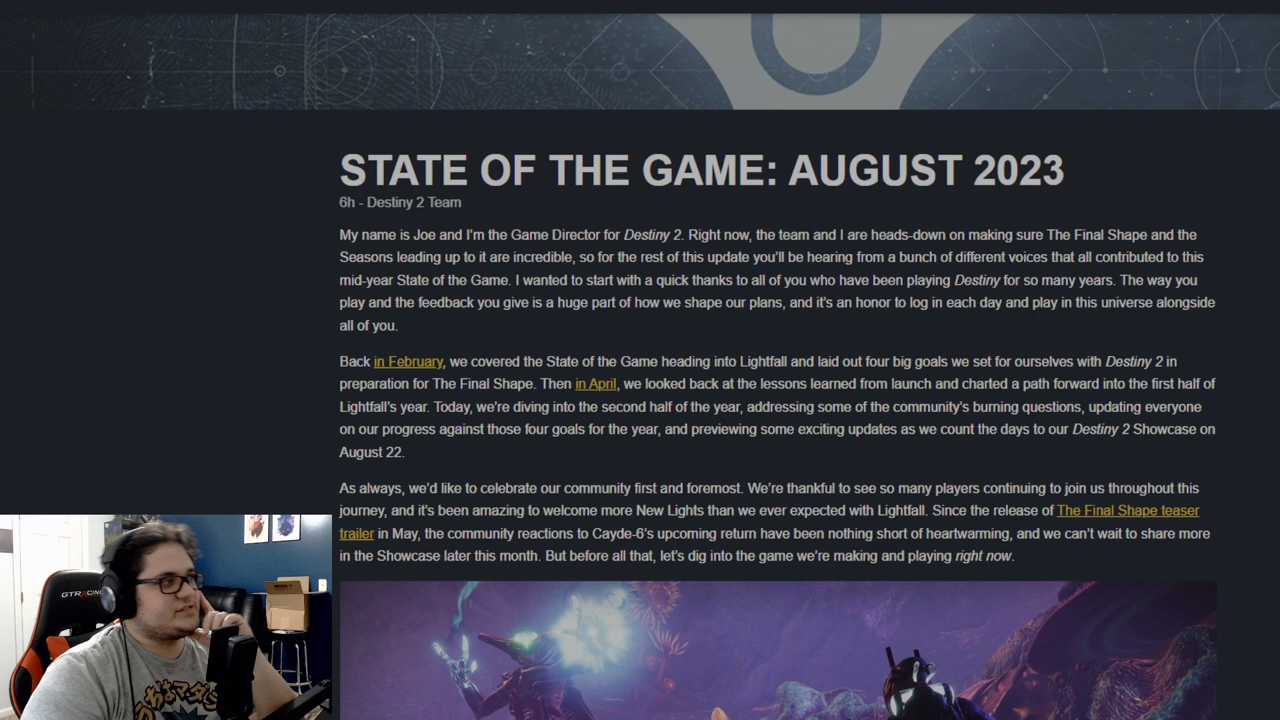 STATE OF THE GAME: AUGUST 2023
6h - Destiny 2 Team
My name is Joe and I'm the Game Director for Destiny 2. Right now, the team and I are heads-down on making sure The Final Shape and the
Seasons leading up to it are incredible, so for the rest of this update you'll be hearing from a bunch of different voices that all contributed to this
mid-year State of the Game. I wanted to start with a quick thanks to all of you who have been playing Destiny for so many years. The way you
play and the feedback you give is a huge part of how we shape our plans, and it's an honor to log in each day and play in this universe alongside
all of you.
Back in February, we covered the State of the Game heading into Lightfall and laid out four big goals we set for ourselves with Destiny 2 in
preparation for The Final Shape. Then in April, we looked back at the lessons learned from launch and charted a path forward into the first half of
Lightfall's year. Today, we're diving into the second half of the year, addressing some of the community's burning questions, updating everyone
on our progress against those four goals for the year, and previewing some exciting updates as we count the days to our Destiny 2 Showcase on
August 22.
As always, we'd like to celebrate our community first and foremost. We're thankful to see so many players continuing to join us throughout this
journey, and it's been amazing to welcome more New Lights than we ever expected with Lightfall. Since the release of The Final Shape teaser
trailer in May, the community reactions to Cayde-6's upcoming return have been nothing short of heartwarming, and we can't wait to share more
in the Showcase later this month. But before all that, let's dig into the game we're making and playing right now.
GTRACING